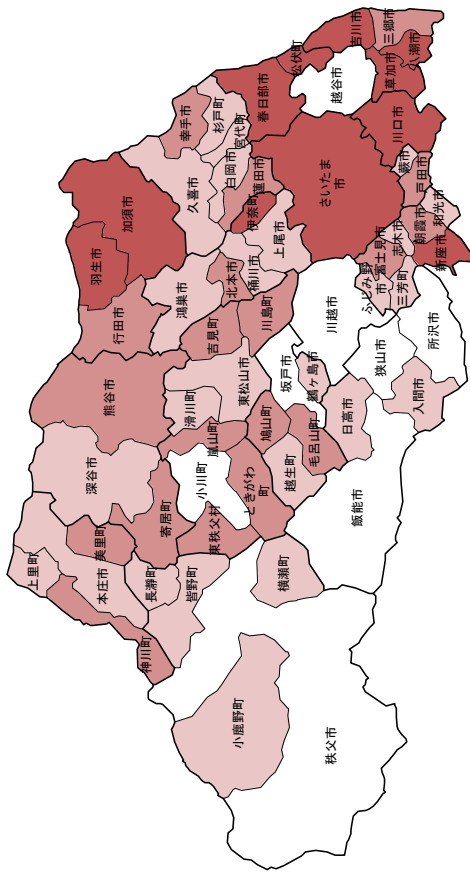 吉川市
三郷市
松伏町
八潮市
草加市
越谷市
春日部市
杉戸町
幸手市
宮代町
川口市
蕨市
戸田市
白岡市
蓮田市
さいたま
市
久喜市
伊奈町
和光市
加須市
上尾市
朝霞市
志木市
新座市
桶川市
富士見市
羽生市
北本市
鴻巣市
ふじみ野
市
三芳町
川島町
川越市
行田市
吉見町
所沢市
狭山市
東松山市
坂戸市
鶴ヶ島市
入間市
熊谷市
滑川町
日高市
鳩山町
嵐山町
毛呂山町
越生町
深谷市
小川町
ときがわ
町
飯能市
寄居町
東秩父村
美里町
上里町
本庄市
長瀞町
皆野町
横瀬町
神川町
小鹿野町
秩父市